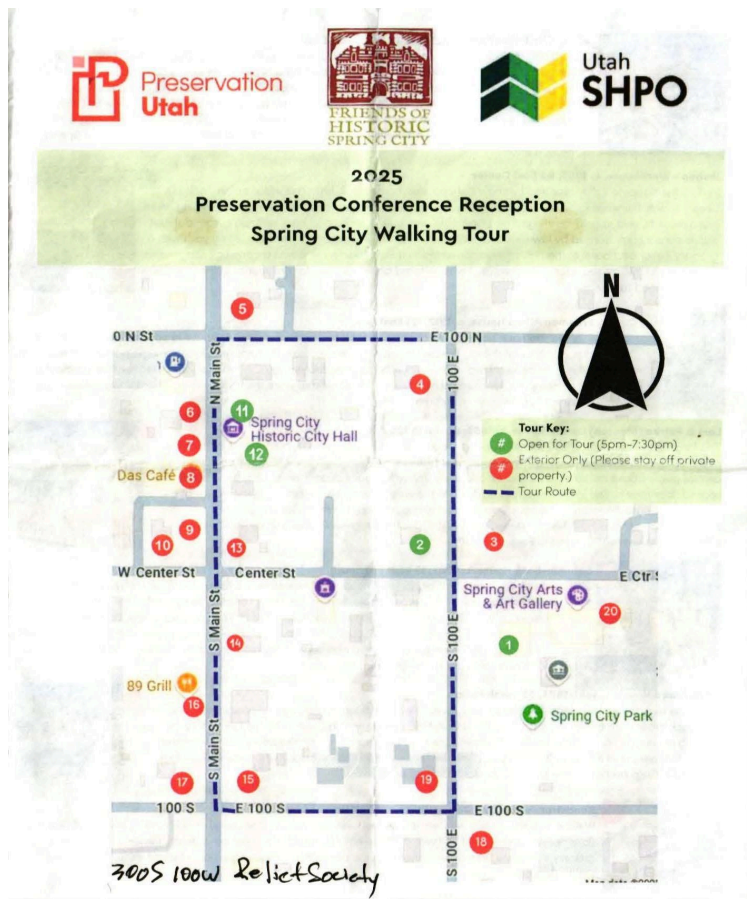 Preservation
Utah
FRIENDS OF
HISTORIC
SPRING CITY
Utah
SHPO
2025
Preservation Conference Reception
Spring City Walking Tour
N
5
0 N St
E 100 N
N Main St
100 E
4
6
11
Spring City
Historic City Hall
7
12
Das Café
8
Tour Key:
# Open for Tour (5pm-7:30pm)
# Exterior Only (Please stay off private
property.)
Tour Route
9
10
13
2
3
W Center St
Center St
E Ctr
Spring City Arts
& Art Gallery
20
S Main St
14
S 100 E
1
89 Grill
16
Spring City Park
S Main St
17
15
19
100 S
E 100 S
E 100 S
S 100 E
18
300S 100W Relief Society